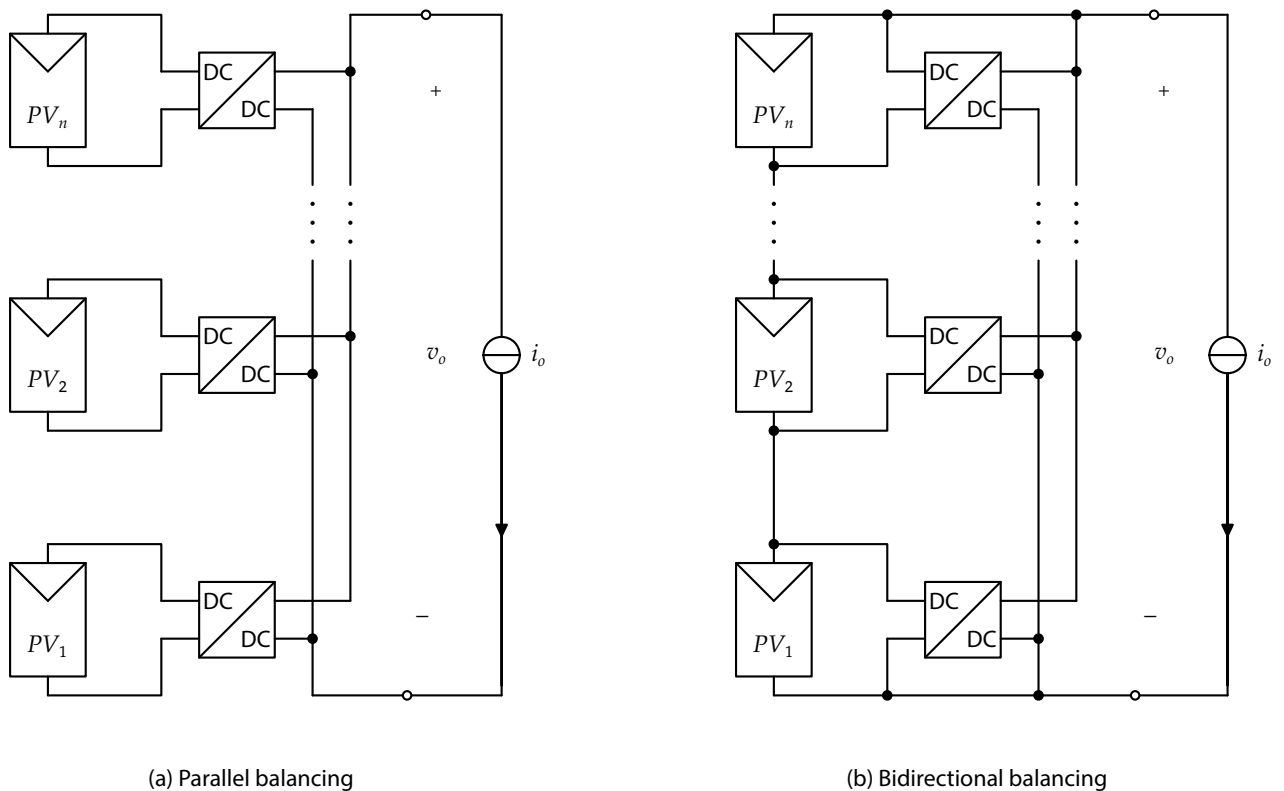 DC
DC
PVₙ
+
DC
DC
PV₂
vₒ
iₒ
DC
DC
PV₁
−
(a) Parallel balancing
DC
DC
PVₙ
+
DC
DC
PV₂
vₒ
iₒ
DC
DC
PV₁
−
(b) Bidirectional balancing